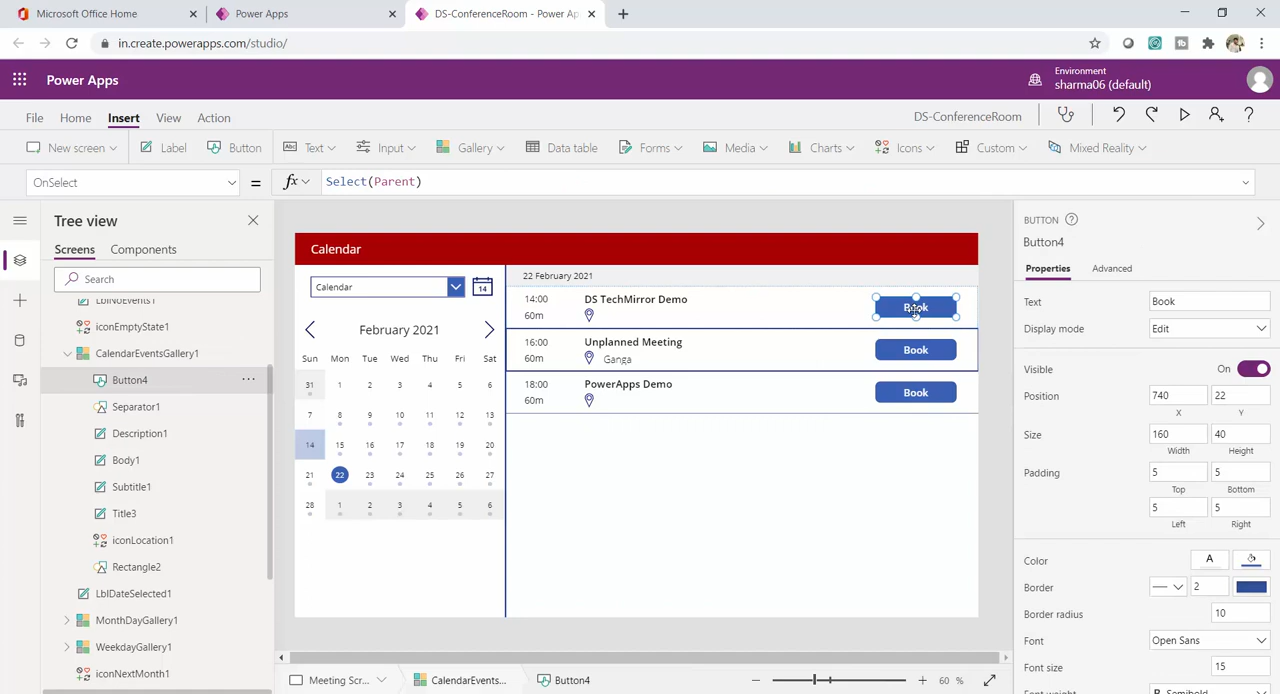 Microsoft Office Home
Power Apps
DS-ConferenceRoom - Power Ap
in.create.powerapps.com/studio/
Power Apps
Environment
sharma06 (default)
File Home Insert View Action
DS-ConferenceRoom
New screen Label Button Text Input Gallery Data table Forms Media Charts Icons Custom Mixed Reality
OnSelect = fx Select(Parent)
Tree view
Screens Components
Search
LblNoEvents1
iconEmptyState1
CalendarEventsGallery1
Button4
Separator1
Description1
Body1
Subtitle1
Title3
iconLocation1
Rectangle2
LblDateSelected1
MonthDayGallery1
WeekdayGallery1
iconNextMonth1
Calendar
Calendar 14
February 2021
Sun Mon Tue Wed Thu Fri Sat
31 1 2 3 4 5 6
7 8 9 10 11 12 13
14 15 16 17 18 19 20
21 22 23 24 25 26 27
28 1 2 3 4 5 6
22 February 2021
14:00 DS TechMirror Demo Book
60m
16:00 Unplanned Meeting Book
60m Ganga
18:00 PowerApps Demo Book
60m
BUTTON
Button4
Properties Advanced
Text Book
Display mode Edit
Visible On
Position 740 22
X Y
Size 160 40
Width Height
Padding 5 5
Top Bottom
5 5
Left Right
Color A
Border 2
Border radius 10
Font Open Sans
Font size 15
Font weight B Semibold
Meeting Scr... CalendarEvents... Button4 60 %